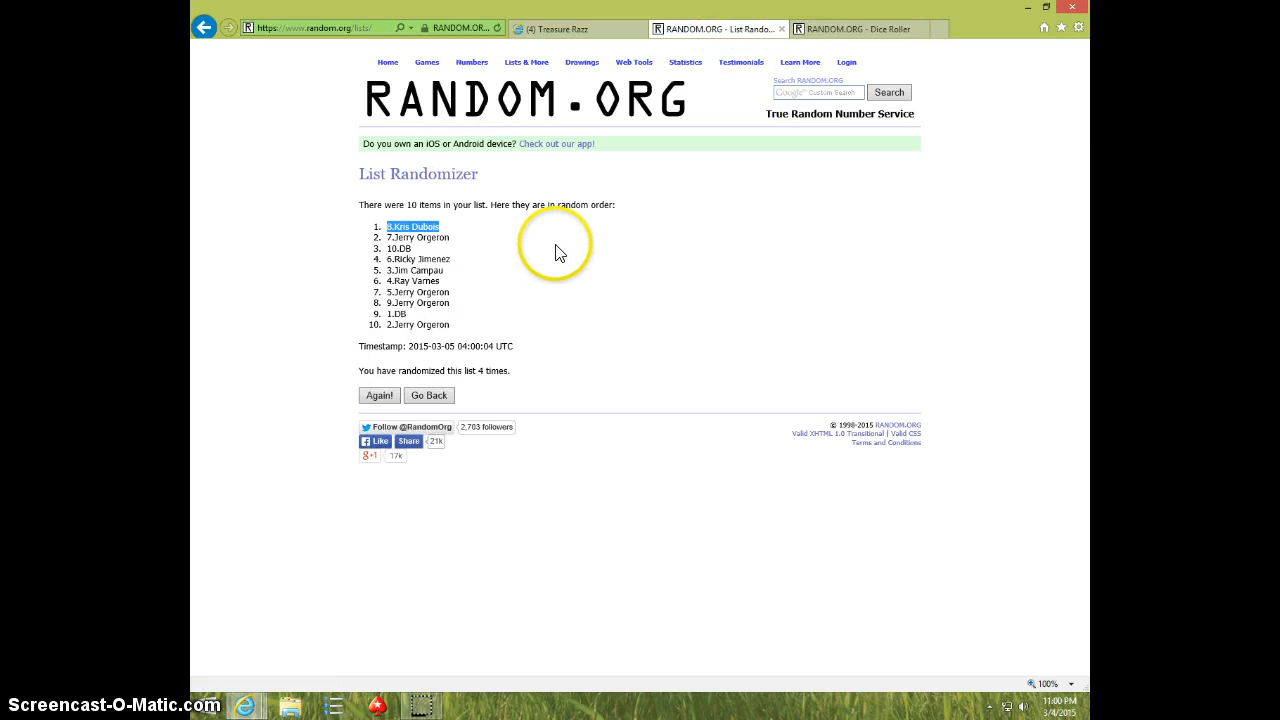 https://www.random.org/lists/
RANDOM.OR...
(4) Treasure Razz
RANDOM.ORG - List Rando...
RANDOM.ORG - Dice Roller
Home Games Numbers Lists & More Drawings Web Tools Statistics Testimonials Learn More Login
RANDOM.ORG
Search RANDOM.ORG
Google™ Custom Search
Search
True Random Number Service
Do you own an iOS or Android device? Check out our app!
List Randomizer
There were 10 items in your list. Here they are in random order:
1. 8.Kris Dubois
2. 7.Jerry Orgeron
3. 10.DB
4. 6.Ricky Jimenez
5. 3.Jim Campau
6. 4.Ray Varnes
7. 5.Jerry Orgeron
8. 9.Jerry Orgeron
9. 1.DB
10. 2.Jerry Orgeron
Timestamp: 2015-03-05 04:00:04 UTC
You have randomized this list 4 times.
Again! Go Back
Follow @RandomOrg 2,703 followers
Like Share 21k
g+1 17k
© 1998-2015 RANDOM.ORG
Valid XHTML 1.0 Transitional | Valid CSS
Terms and Conditions
100%
11:00 PM
3/4/2015
Screencast-O-Matic.com